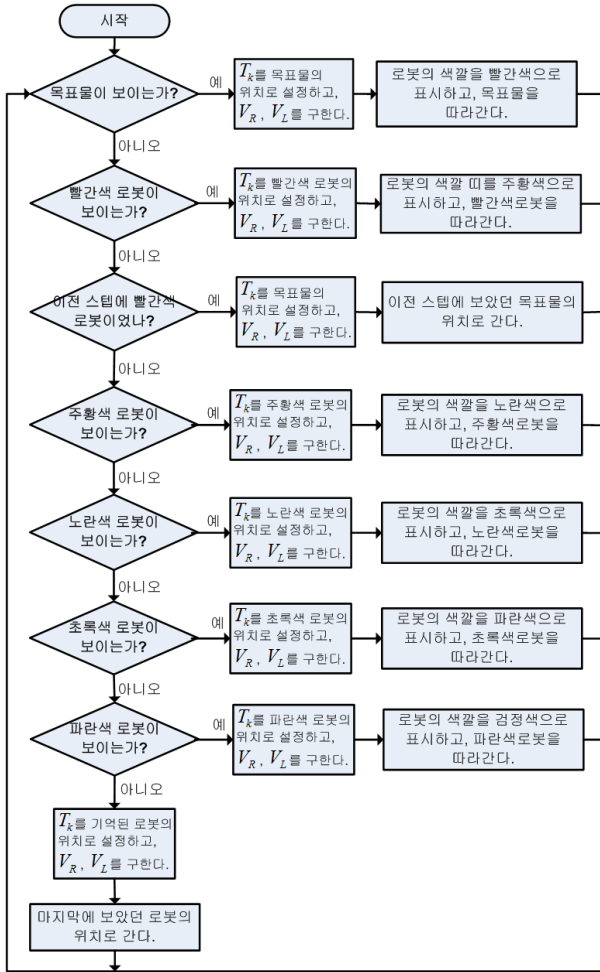 시작
목표물이 보이는가?
예
T_k를 목표물의
위치로 설정하고,
V_R , V_L를 구한다.
로봇의 색깔을 빨간색으로
표시하고, 목표물을
따라간다.
아니오
빨간색 로봇이
보이는가?
예
T_k를 빨간색 로봇의
위치로 설정하고,
V_R , V_L를 구한다.
로봇의 색깔 띠를 주황색으로
표시하고, 빨간색로봇을
따라간다.
아니오
이전 스텝에 빨간색
로봇이었나?
예
T_k를 목표물의
위치로 설정하고,
V_R , V_L를 구한다.
이전 스텝에 보았던 목표물의
위치로 간다.
아니오
주황색 로봇이
보이는가?
예
T_k를 주황색 로봇의
위치로 설정하고,
V_R , V_L를 구한다.
로봇의 색깔을 노란색으로
표시하고, 주황색로봇을
따라간다.
아니오
노란색 로봇이
보이는가?
예
T_k를 노란색 로봇의
위치로 설정하고,
V_R , V_L를 구한다.
로봇의 색깔을 초록색으로
표시하고, 노란색로봇을
따라간다.
아니오
초록색 로봇이
보이는가?
예
T_k를 초록색 로봇의
위치로 설정하고,
V_R , V_L를 구한다.
로봇의 색깔을 파란색으로
표시하고, 초록색로봇을
따라간다.
아니오
파란색 로봇이
보이는가?
예
T_k를 파란색 로봇의
위치로 설정하고,
V_R , V_L를 구한다.
로봇의 색깔을 검정색으로
표시하고, 파란색로봇을
따라간다.
아니오
T_k를 기억된 로봇의
위치로 설정하고,
V_R , V_L를 구한다.
마지막에 보았던 로봇의
위치로 간다.